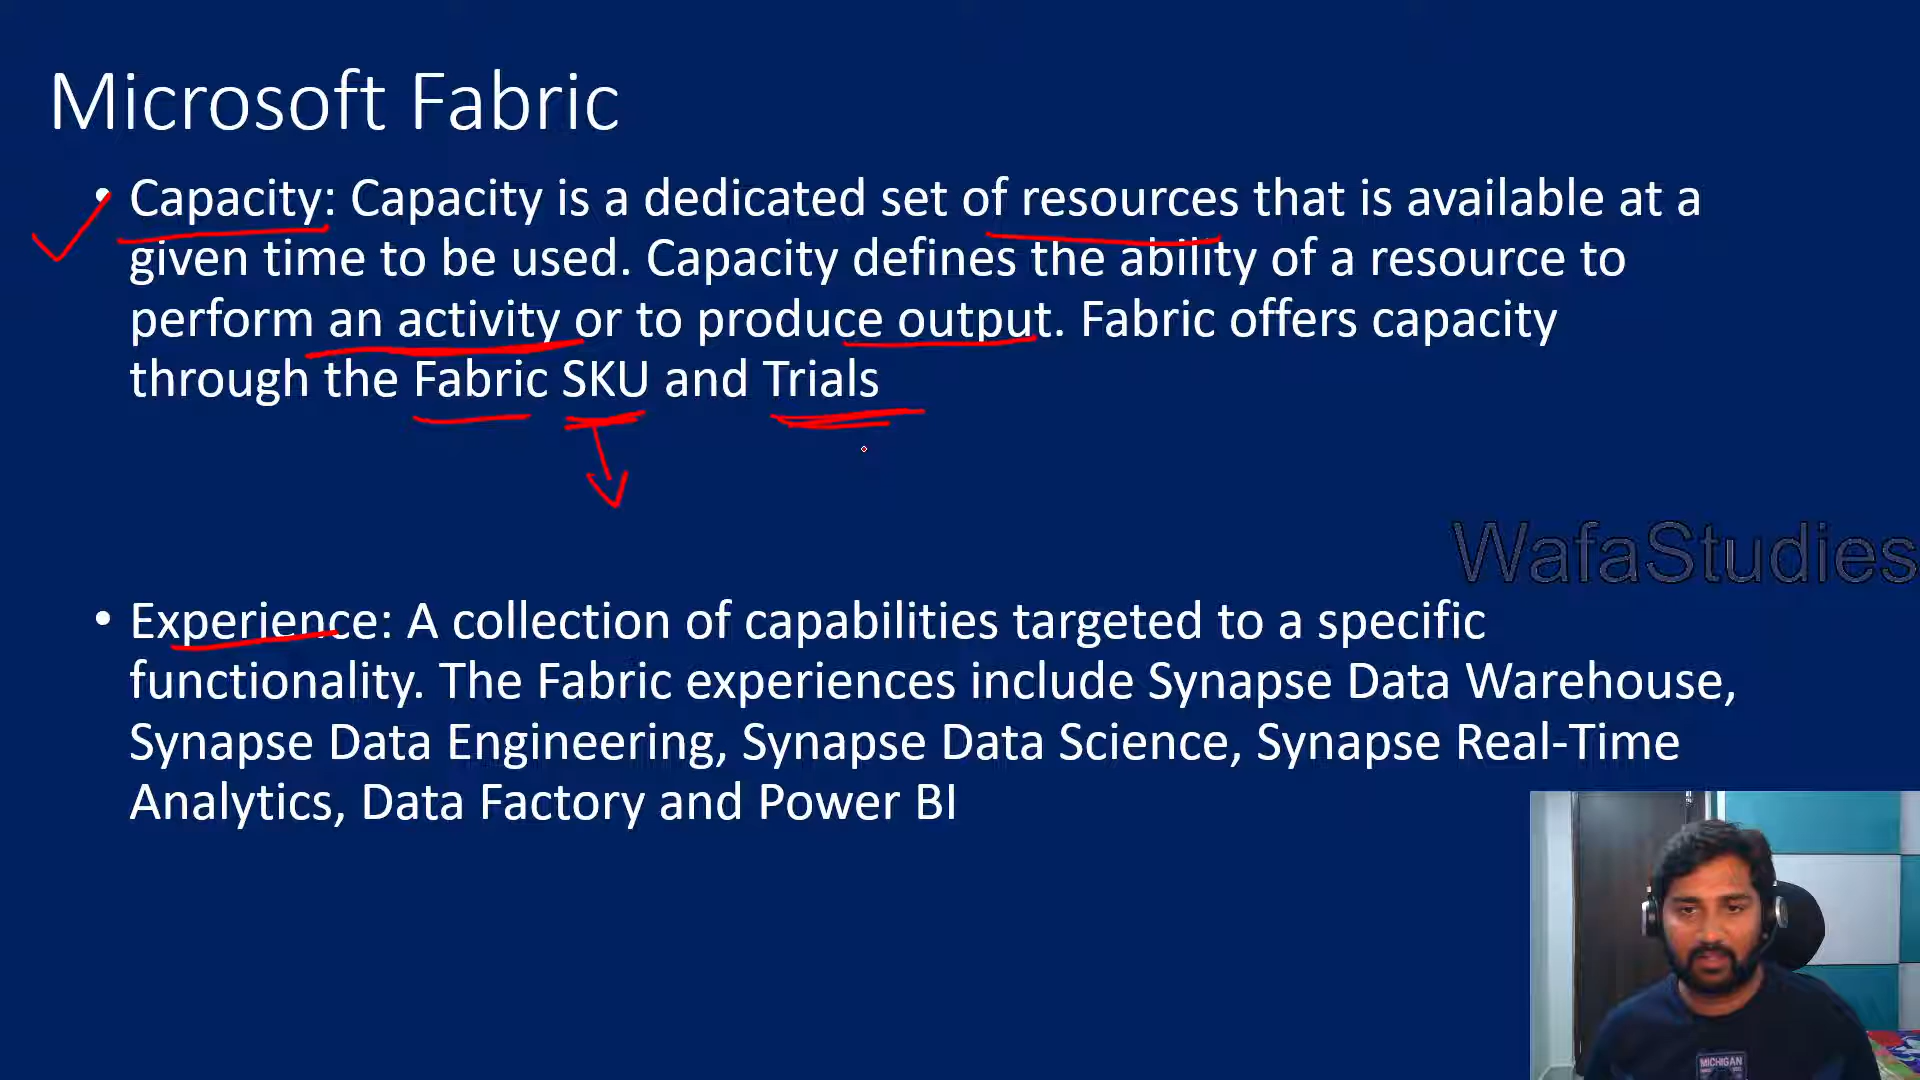 Microsoft Fabric
• Capacity: Capacity is a dedicated set of resources that is available at a
given time to be used. Capacity defines the ability of a resource to
perform an activity or to produce output. Fabric offers capacity
through the Fabric SKU and Trials
WafaStudies
• Experience: A collection of capabilities targeted to a specific
functionality. The Fabric experiences include Synapse Data Warehouse,
Synapse Data Engineering, Synapse Data Science, Synapse Real-Time
Analytics, Data Factory and Power BI
MICHIGAN